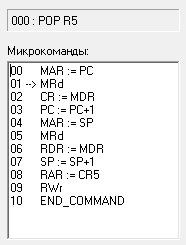 000 : POP R5
Микрокоманды:
00 MAR := PC
01 --> MRd
02 CR := MDR
03 PC := PC+1
04 MAR := SP
05 MRd
06 RDR := MDR
07 SP := SP+1
08 RAR := CR5
09 RWr
10 END_COMMAND